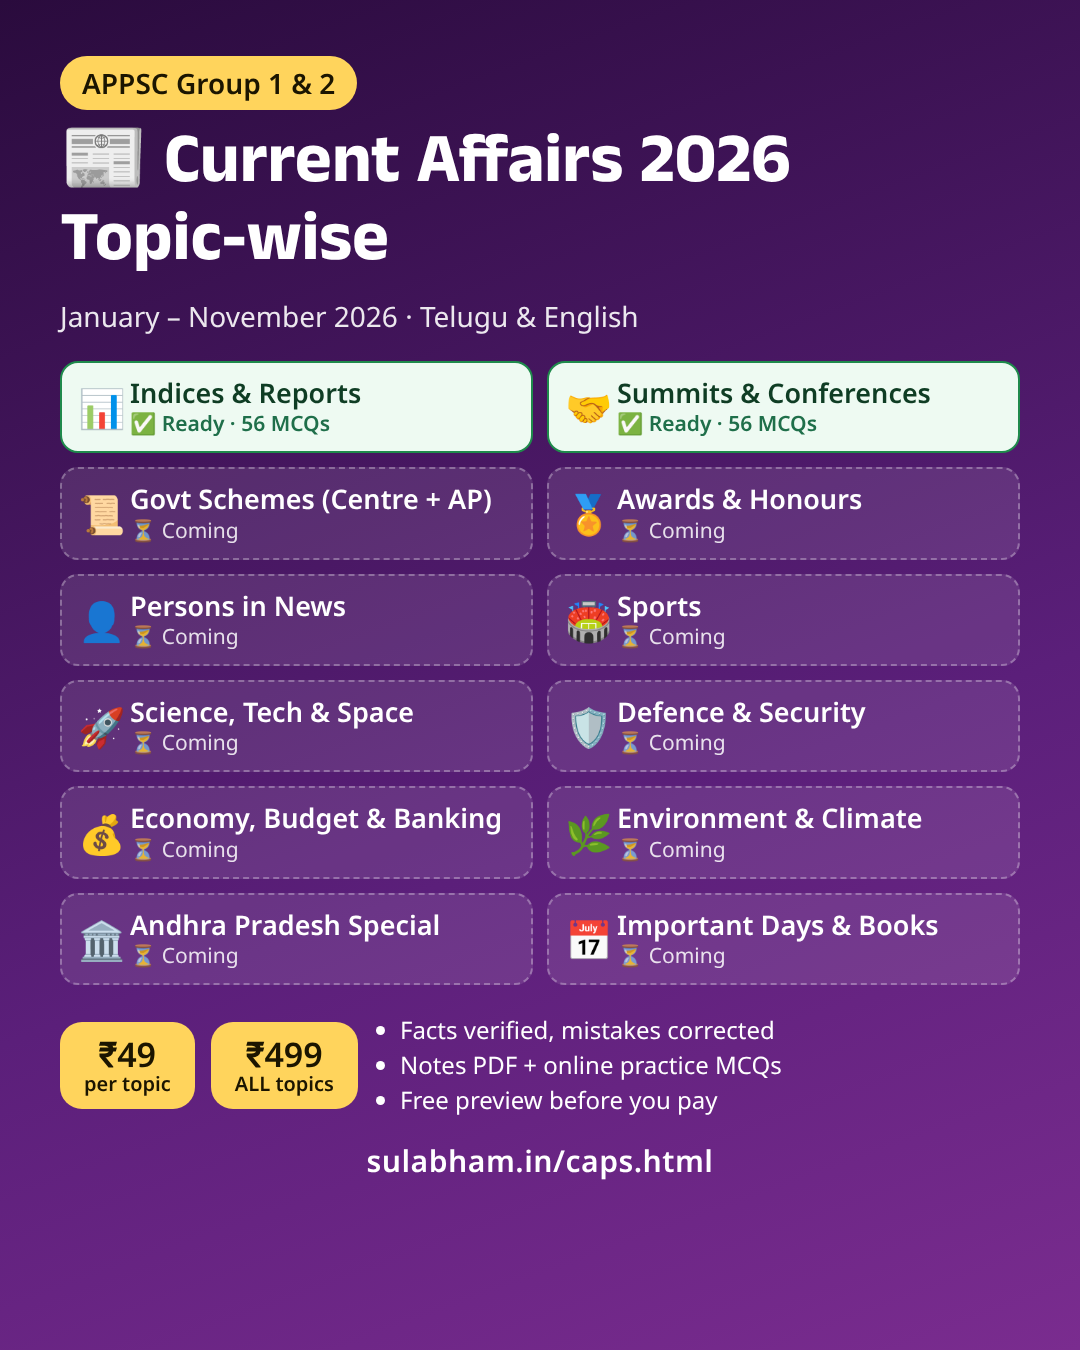 APPSC Group 1 & 2
📰 Current Affairs 2026
Topic-wise
January – November 2026 · Telugu & English
📊 Indices & Reports
✅ Ready · 56 MCQs
🤝 Summits & Conferences
✅ Ready · 56 MCQs
📜 Govt Schemes (Centre + AP)
⏳ Coming
🏅 Awards & Honours
⏳ Coming
👤 Persons in News
⏳ Coming
🏟️ Sports
⏳ Coming
🚀 Science, Tech & Space
⏳ Coming
🛡️ Defence & Security
⏳ Coming
💰 Economy, Budget & Banking
⏳ Coming
🌿 Environment & Climate
⏳ Coming
🏛️ Andhra Pradesh Special
⏳ Coming
📅 Important Days & Books
⏳ Coming
₹49
per topic
₹499
ALL topics
• Facts verified, mistakes corrected
• Notes PDF + online practice MCQs
• Free preview before you pay
sulabham.in/caps.html